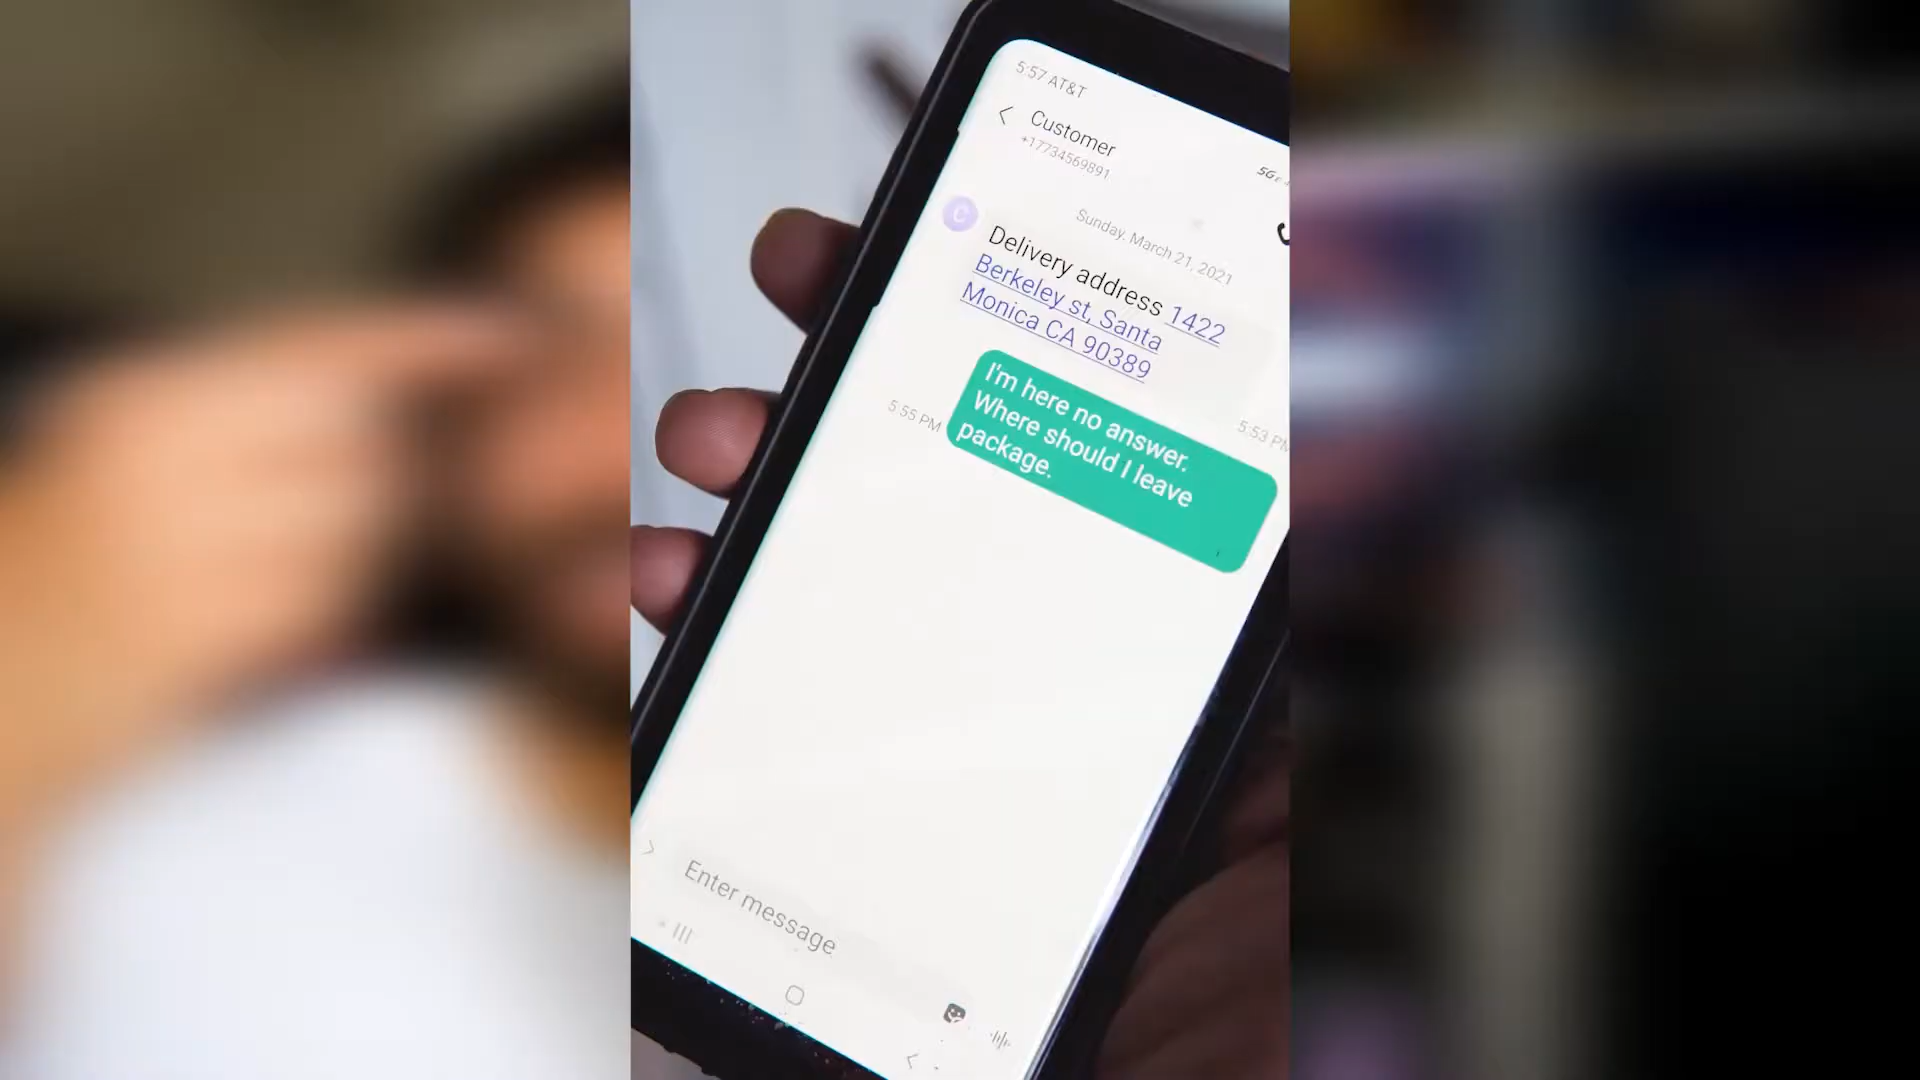 5:57 AT&T
Customer
+17734569891
5G
Sunday, March 21, 2021
C
Delivery address 1422
Berkeley st, Santa
Monica CA 90389
5:53 PM
I'm here no answer.
Where should I leave
package.
5:55 PM
Enter message